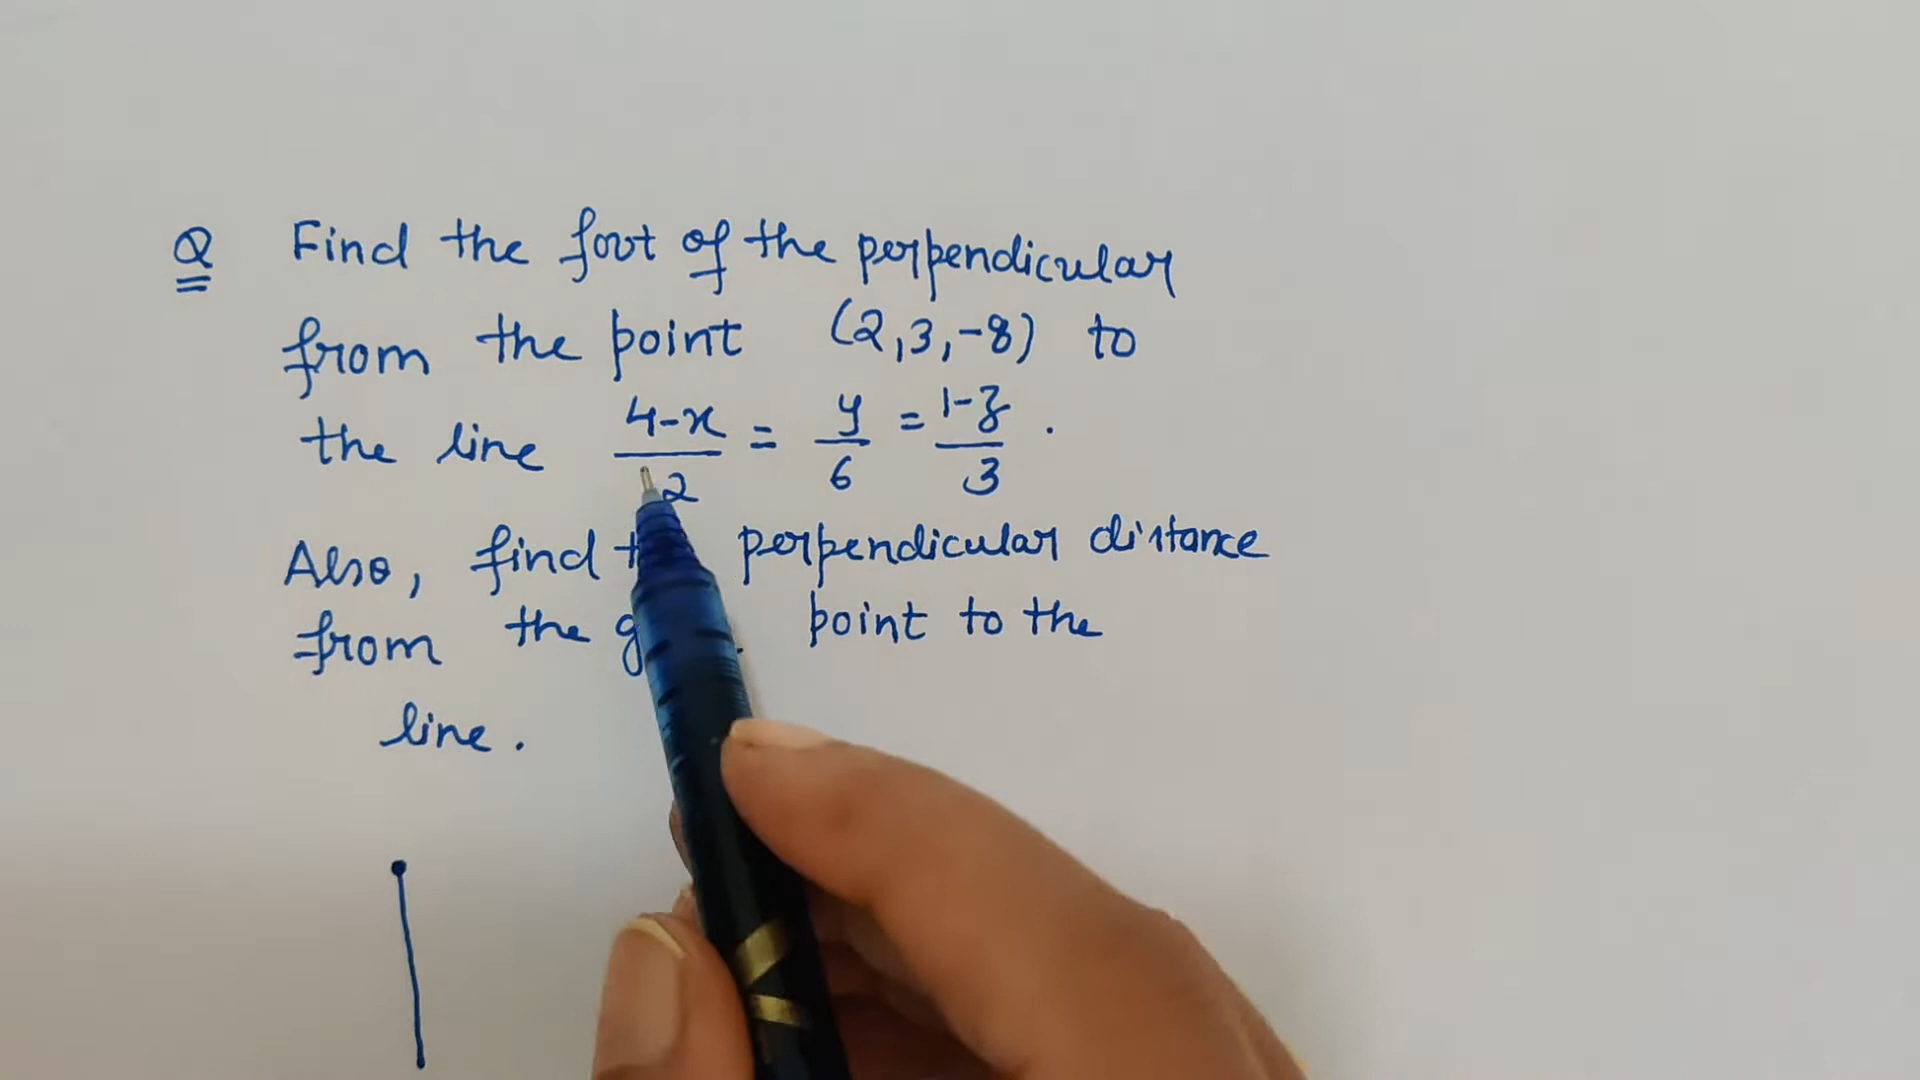 Q Find the foot of the perpendicular
from the point (2,3,-8) to
the line 4-x/2 = y/6 = 1-z/3 .
Also, find perpendicular distance
from the point to the
line.